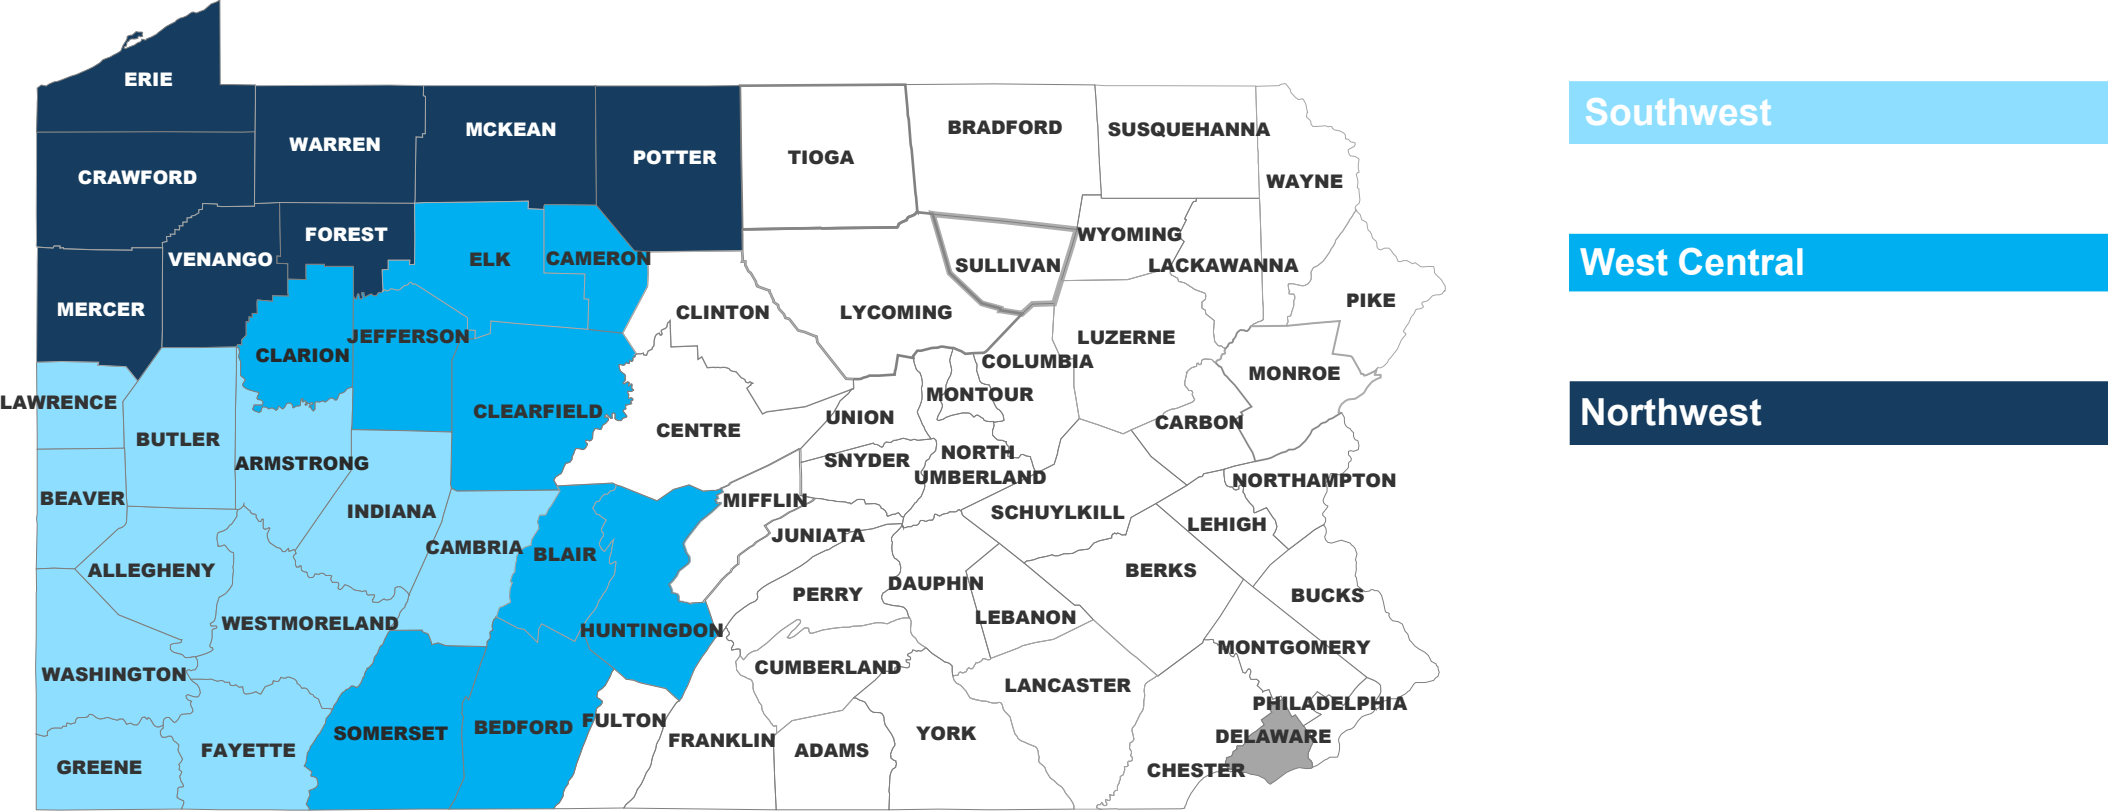 ERIE
Southwest
BRADFORD
SUSQUEHANNA
MCKEAN
WARREN
POTTER
TIOGA
CRAWFORD
WAYNE
FOREST
WYOMING
VENANGO
ELK
CAMERON
SULLIVAN
LACKAWANNA
West Central
MERCER
CLINTON
LYCOMING
PIKE
JEFFERSON
LUZERNE
CLARION
COLUMBIA
MONROE
LAWRENCE
MONTOUR
CLEARFIELD
UNION
CARBON
Northwest
BUTLER
CENTRE
ARMSTRONG
SNYDER
NORTH
UMBERLAND
NORTHAMPTON
BEAVER
MIFFLIN
INDIANA
SCHUYLKILL
LEHIGH
CAMBRIA
BLAIR
JUNIATA
ALLEGHENY
BERKS
DAUPHIN
PERRY
BUCKS
WESTMORELAND
HUNTINGDON
LEBANON
MONTGOMERY
WASHINGTON
CUMBERLAND
LANCASTER
PHILADELPHIA
SOMERSET
BEDFORD
FULTON
FRANKLIN
YORK
DELAWARE
FAYETTE
ADAMS
GREENE
CHESTER